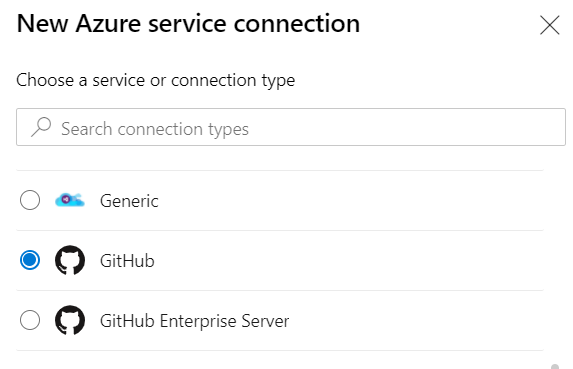 New Azure service connection
Choose a service or connection type
Search connection types
Generic
GitHub
GitHub Enterprise Server